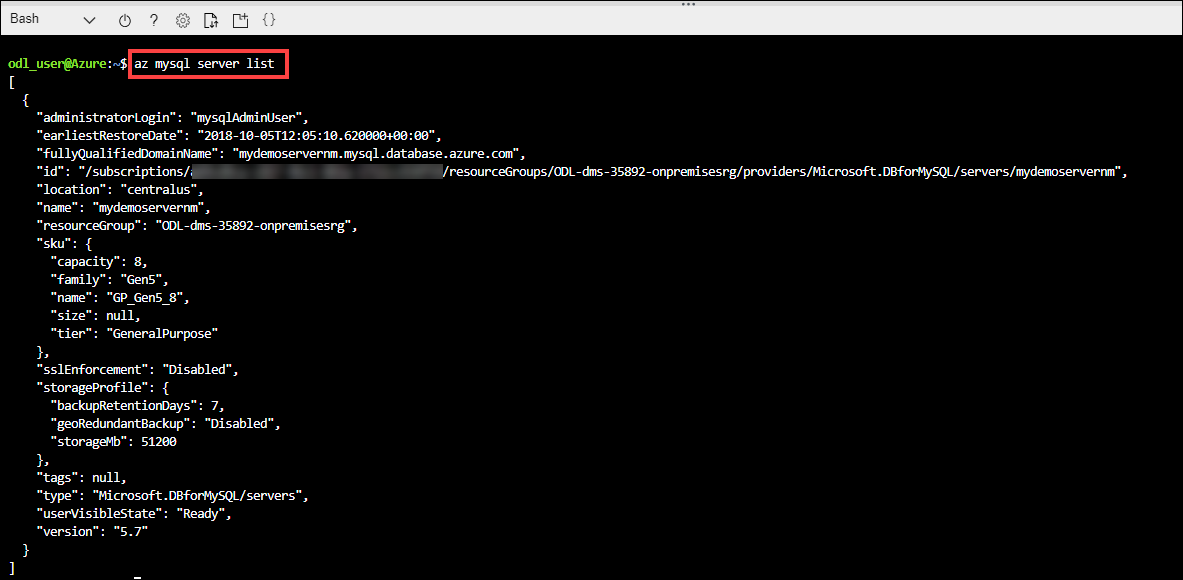 Bash
odl_user@Azure:~$ az mysql server list
[
  {
    "administratorLogin": "mysqlAdminUser",
    "earliestRestoreDate": "2018-10-05T12:05:10.620000+00:00",
    "fullyQualifiedDomainName": "mydemoservernm.mysql.database.azure.com",
    "id": "/subscriptions/ /resourceGroups/ODL-dms-35892-onpremisesrg/providers/Microsoft.DBforMySQL/servers/mydemoservernm",
    "location": "centralus",
    "name": "mydemoservernm",
    "resourceGroup": "ODL-dms-35892-onpremisesrg",
    "sku": {
      "capacity": 8,
      "family": "Gen5",
      "name": "GP_Gen5_8",
      "size": null,
      "tier": "GeneralPurpose"
    },
    "sslEnforcement": "Disabled",
    "storageProfile": {
      "backupRetentionDays": 7,
      "geoRedundantBackup": "Disabled",
      "storageMb": 51200
    },
    "tags": null,
    "type": "Microsoft.DBforMySQL/servers",
    "userVisibleState": "Ready",
    "version": "5.7"
  }
]